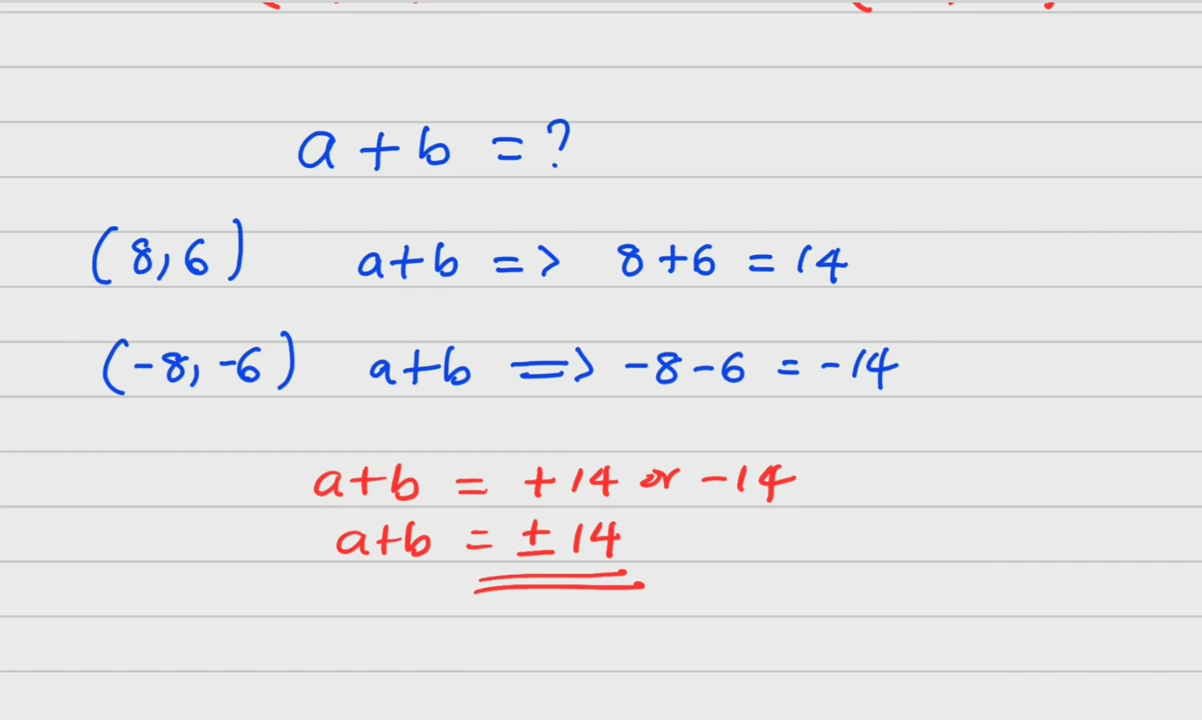 a + b = ?
(8,6) a+b => 8+6 = 14
(-8,-6) a+b => -8-6 = -14
a+b = +14 or -14
a+b = ± 14